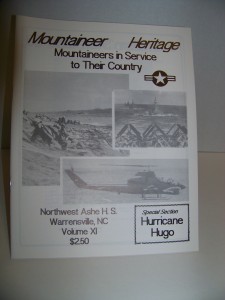 Mountaineer Heritage
Mountaineers in Service
to Their Country
Northwest Ashe H.S.
Warrensville, NC
Volume XI
$2.50
Special Section
Hurricane
Hugo